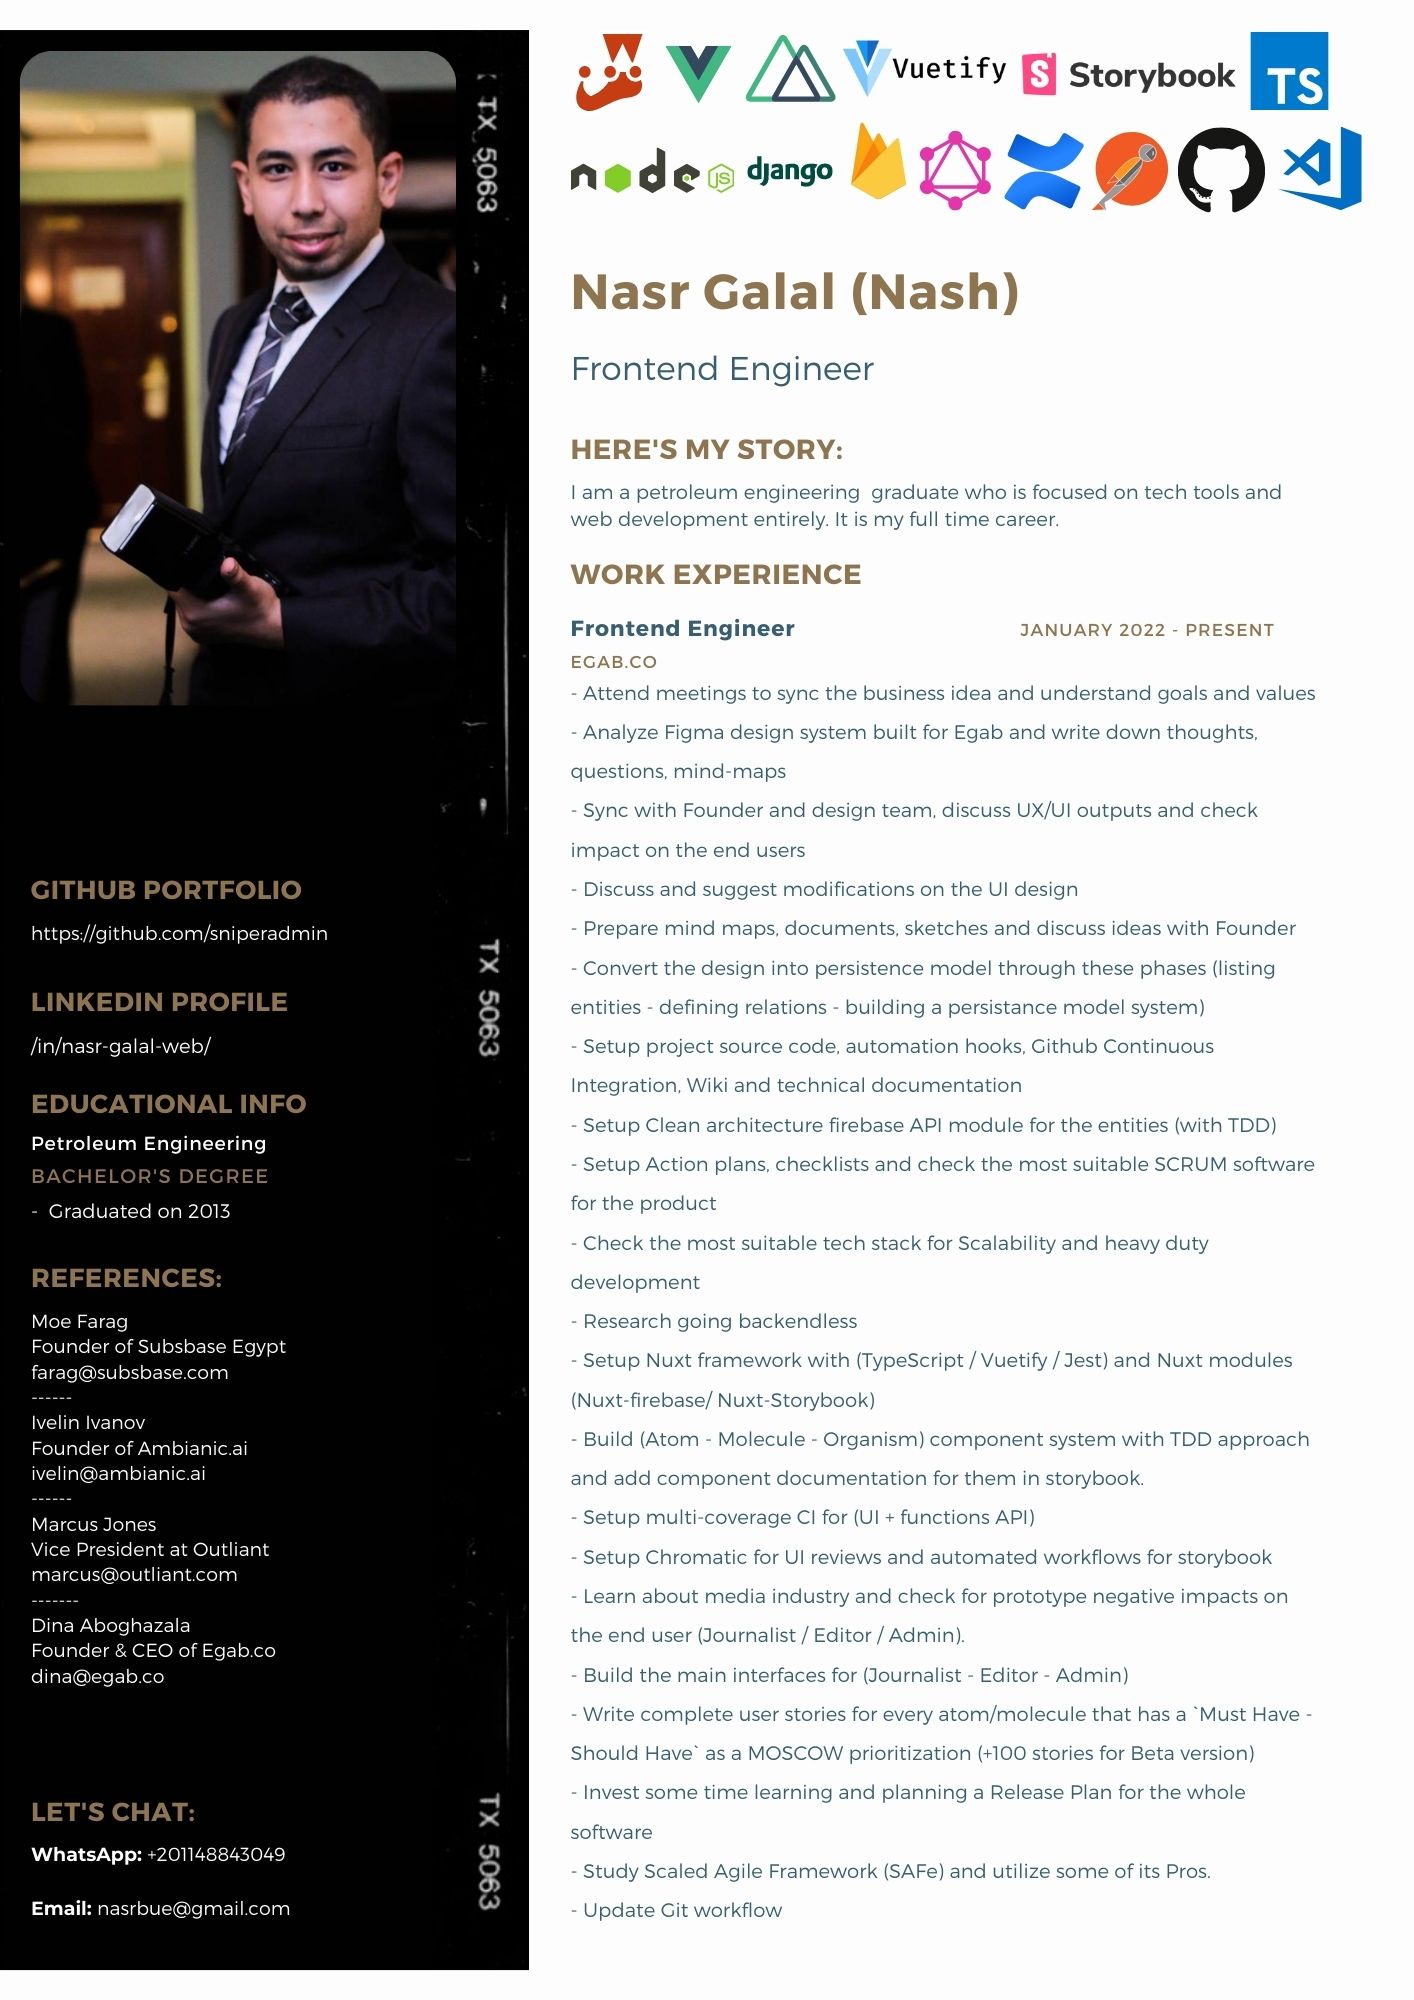 TX 5063
TX 5063
TX 5063
GITHUB PORTFOLIO
https://github.com/sniperadmin
LINKEDIN PROFILE
/in/nasr-galal-web/
EDUCATIONAL INFO
Petroleum Engineering
BACHELOR'S DEGREE
- Graduated on 2013
REFERENCES:
Moe Farag
Founder of Subsbase Egypt
farag@subsbase.com
------
Ivelin Ivanov
Founder of Ambianic.ai
ivelin@ambianic.ai
------
Marcus Jones
Vice President at Outliant
marcus@outliant.com
-------
Dina Aboghazala
Founder & CEO of Egab.co
dina@egab.co
LET'S CHAT:
WhatsApp: +201148843049
Email: nasrbue@gmail.com
Vuetify
S Storybook
TS
node JS
django
Nasr Galal (Nash)
Frontend Engineer
HERE'S MY STORY:
I am a petroleum engineering  graduate who is focused on tech tools and
web development entirely. It is my full time career.
WORK EXPERIENCE
Frontend Engineer JANUARY 2022 - PRESENT
EGAB.CO
- Attend meetings to sync the business idea and understand goals and values
- Analyze Figma design system built for Egab and write down thoughts,
questions, mind-maps
- Sync with Founder and design team, discuss UX/UI outputs and check
impact on the end users
- Discuss and suggest modifications on the UI design
- Prepare mind maps, documents, sketches and discuss ideas with Founder
- Convert the design into persistence model through these phases (listing
entities - defining relations - building a persistance model system)
- Setup project source code, automation hooks, Github Continuous
Integration, Wiki and technical documentation
- Setup Clean architecture firebase API module for the entities (with TDD)
- Setup Action plans, checklists and check the most suitable SCRUM software
for the product
- Check the most suitable tech stack for Scalability and heavy duty
development
- Research going backendless
- Setup Nuxt framework with (TypeScript / Vuetify / Jest) and Nuxt modules
(Nuxt-firebase/ Nuxt-Storybook)
- Build (Atom - Molecule - Organism) component system with TDD approach
and add component documentation for them in storybook.
- Setup multi-coverage CI for (UI + functions API)
- Setup Chromatic for UI reviews and automated workflows for storybook
- Learn about media industry and check for prototype negative impacts on
the end user (Journalist / Editor / Admin).
- Build the main interfaces for (Journalist - Editor - Admin)
- Write complete user stories for every atom/molecule that has a `Must Have -
Should Have` as a MOSCOW prioritization (+100 stories for Beta version)
- Invest some time learning and planning a Release Plan for the whole
software
- Study Scaled Agile Framework (SAFe) and utilize some of its Pros.
- Update Git workflow